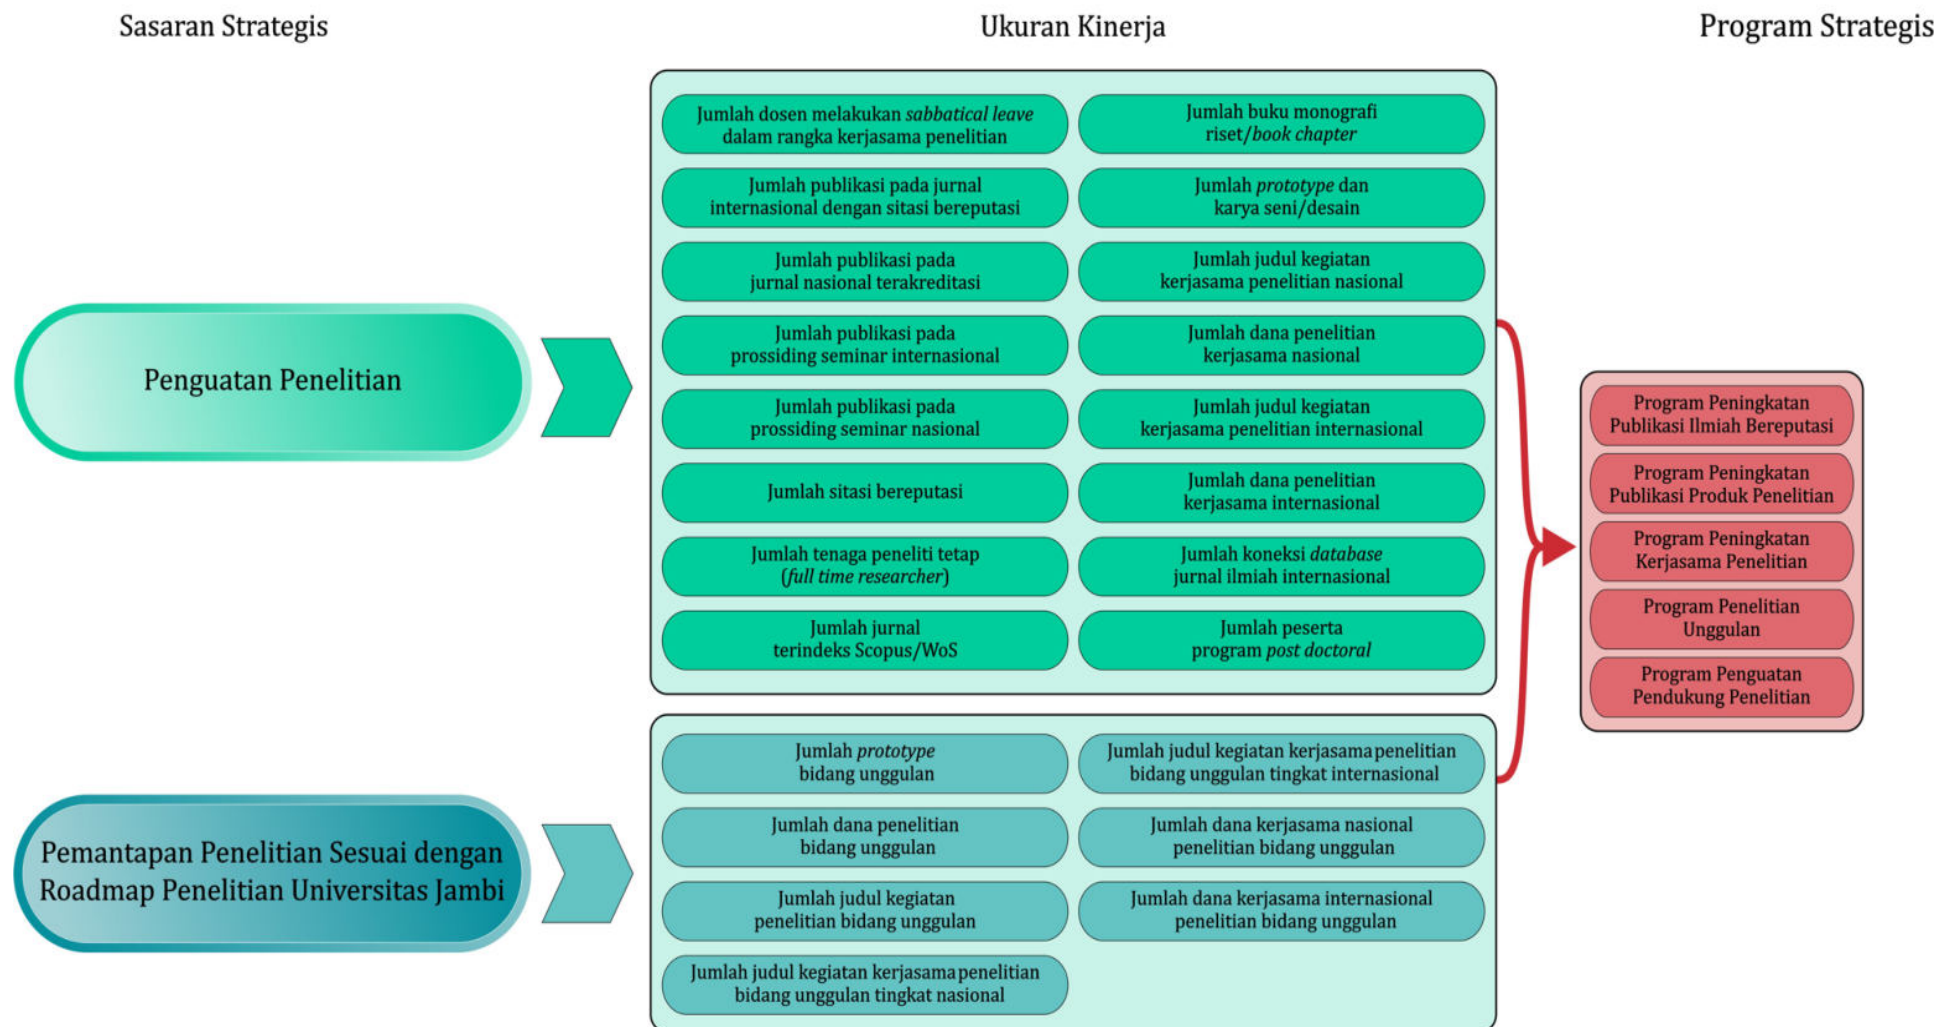 Sasaran Strategis
Ukuran Kinerja
Program Strategis
Penguatan Penelitian
Jumlah dosen melakukan sabbatical leave
dalam rangka kerjasama penelitian
Jumlah publikasi pada jurnal
internasional dengan sitasi bereputasi
Jumlah publikasi pada
jurnal nasional terakreditasi
Jumlah publikasi pada
prossiding seminar internasional
Jumlah publikasi pada
prossiding seminar nasional
Jumlah sitasi bereputasi
Jumlah tenaga peneliti tetap
(full time researcher)
Jumlah jurnal
terindeks Scopus/WoS
Jumlah buku monografi
riset/book chapter
Jumlah prototype dan
karya seni/desain
Jumlah judul kegiatan
kerjasama penelitian nasional
Jumlah dana penelitian
kerjasama nasional
Jumlah judul kegiatan
kerjasama penelitian internasional
Jumlah dana penelitian
kerjasama internasional
Jumlah koneksi database
jurnal ilmiah internasional
Jumlah peserta
program post doctoral
Pemantapan Penelitian Sesuai dengan
Roadmap Penelitian Universitas Jambi
Jumlah prototype
bidang unggulan
Jumlah dana penelitian
bidang unggulan
Jumlah judul kegiatan
penelitian bidang unggulan
Jumlah judul kegiatan kerjasama penelitian
bidang unggulan tingkat nasional
Jumlah judul kegiatan kerjasama penelitian
bidang unggulan tingkat internasional
Jumlah dana kerjasama nasional
penelitian bidang unggulan
Jumlah dana kerjasama internasional
penelitian bidang unggulan
Program Peningkatan
Publikasi Ilmiah Bereputasi
Program Peningkatan
Publikasi Produk Penelitian
Program Peningkatan
Kerjasama Penelitian
Program Penelitian
Unggulan
Program Penguatan
Pendukung Penelitian